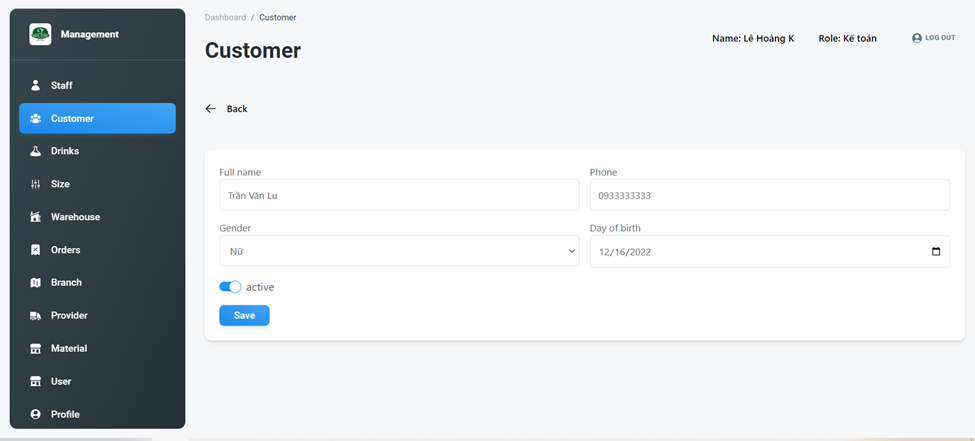 Management
Staff
Customer
Drinks
Size
Warehouse
Orders
Branch
Provider
Material
User
Profile
Dashboard / Customer
Customer
Name: Lê Hoàng K Role: Kế toán LOG OUT
Back
Full name Phone
Trần Văn Lu 0933333333
Gender Day of birth
Nữ 12/16/2022
active
Save